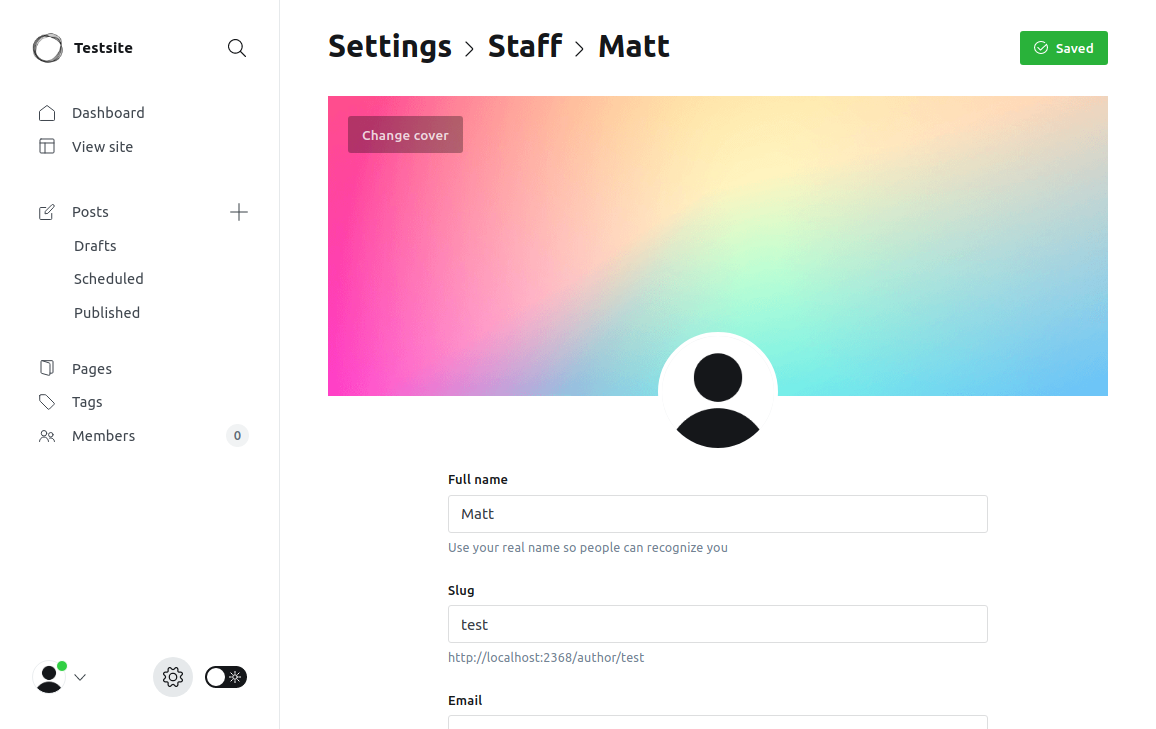 Testsite
Dashboard
View site
Posts
Drafts
Scheduled
Published
Pages
Tags
Members 0
Settings > Staff > Matt
Saved
Change cover
Full name
Matt
Use your real name so people can recognize you
Slug
test
http://localhost:2368/author/test
Email